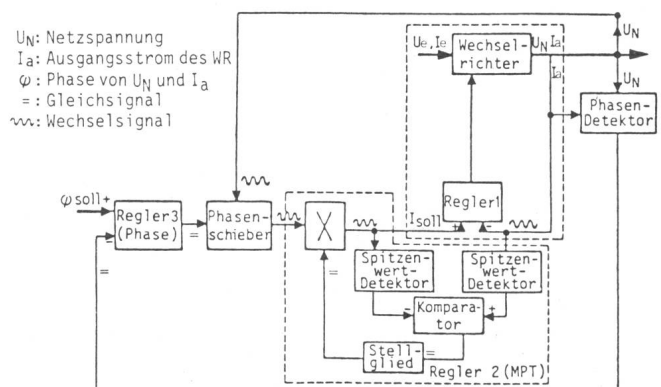 U_N: Netzspannung
I_a: Ausgangsstrom des WR
φ: Phase von U_N und I_a
=: Gleichsignal
∿∿: Wechselsignal
U_e, I_e
Wechsel-
richter
U_N I_a
U_N
I_a
U_N
Phasen-
Detektor
φ soll +
-
=
Regler3
(Phase)
=
Phasen-
schieber
X
=
I soll
+
-
Regler1
Spitzen-
wert-
Detektor
Spitzen-
wert-
Detektor
-
Kompara-
tor
+
Stell-
glied
=
Regler 2 (MPT)